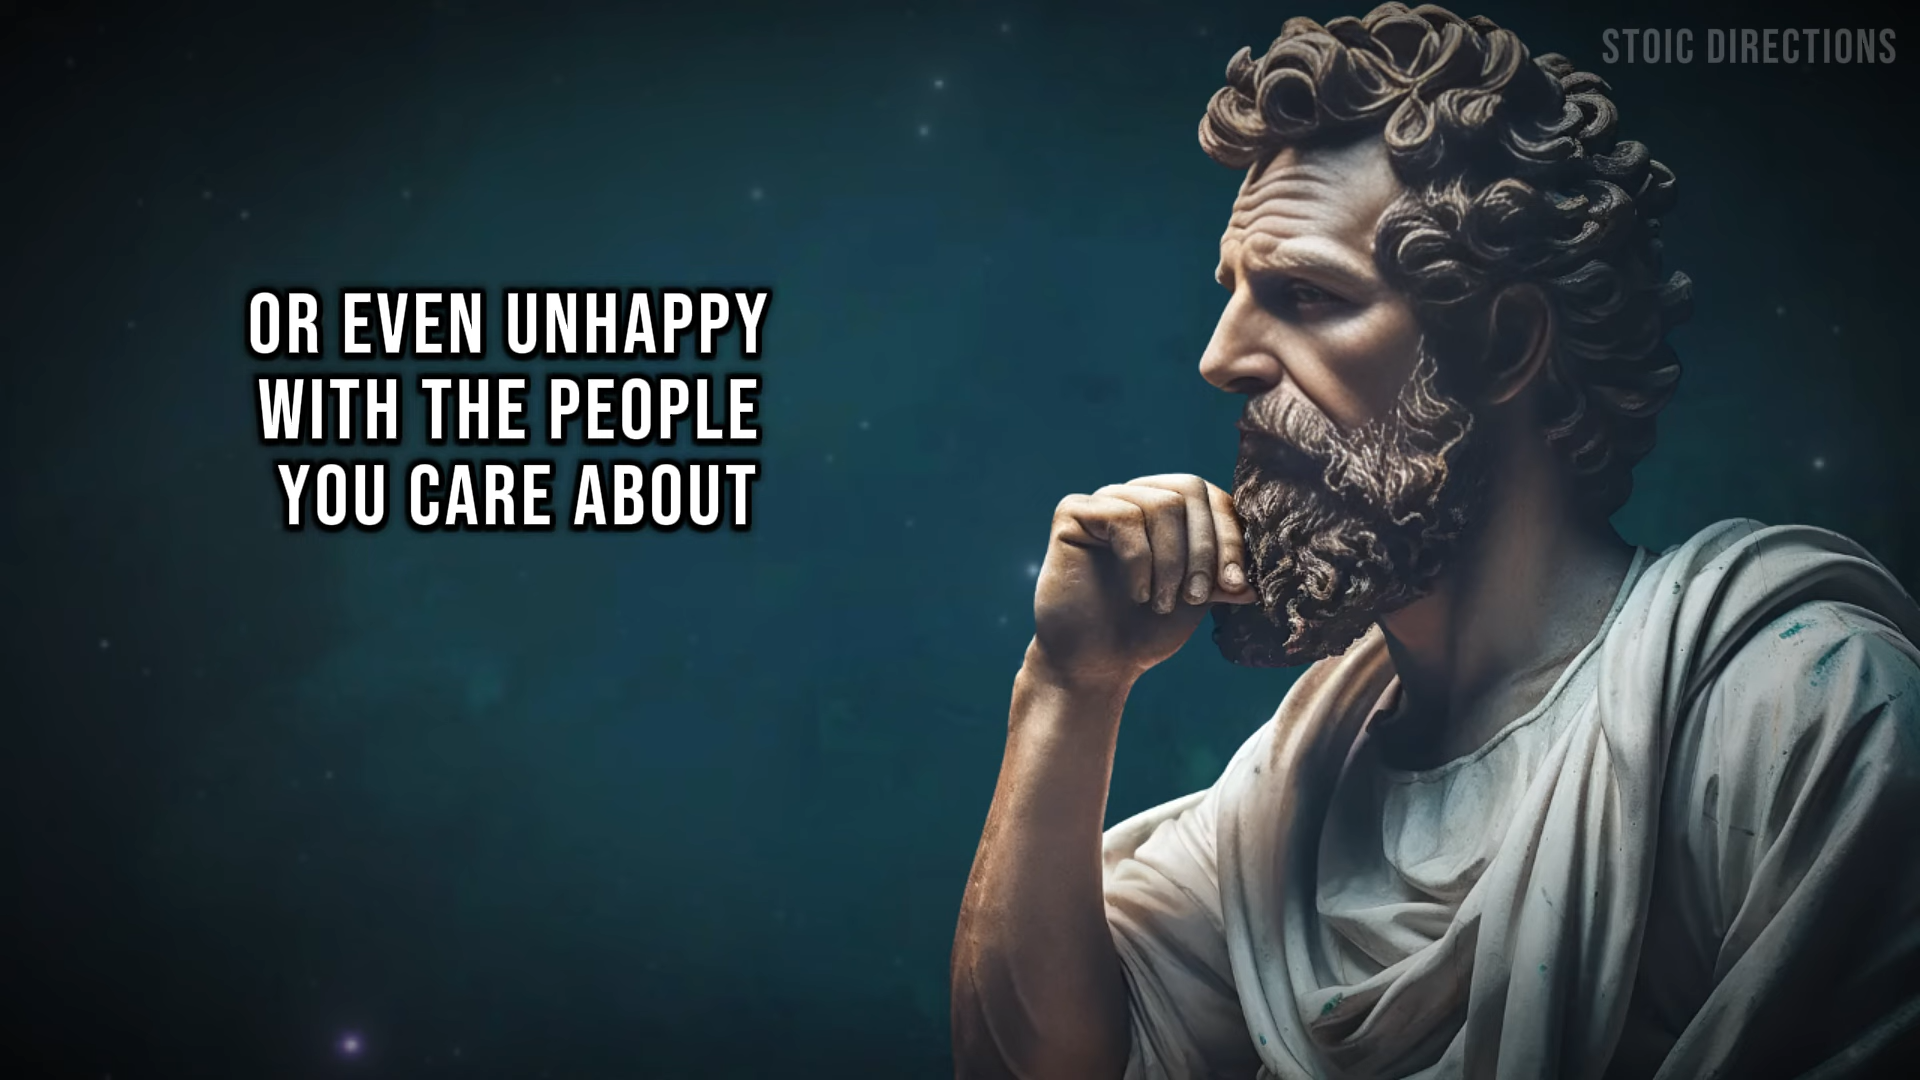 STOIC DIRECTIONS
OR EVEN UNHAPPY
WITH THE PEOPLE
YOU CARE ABOUT